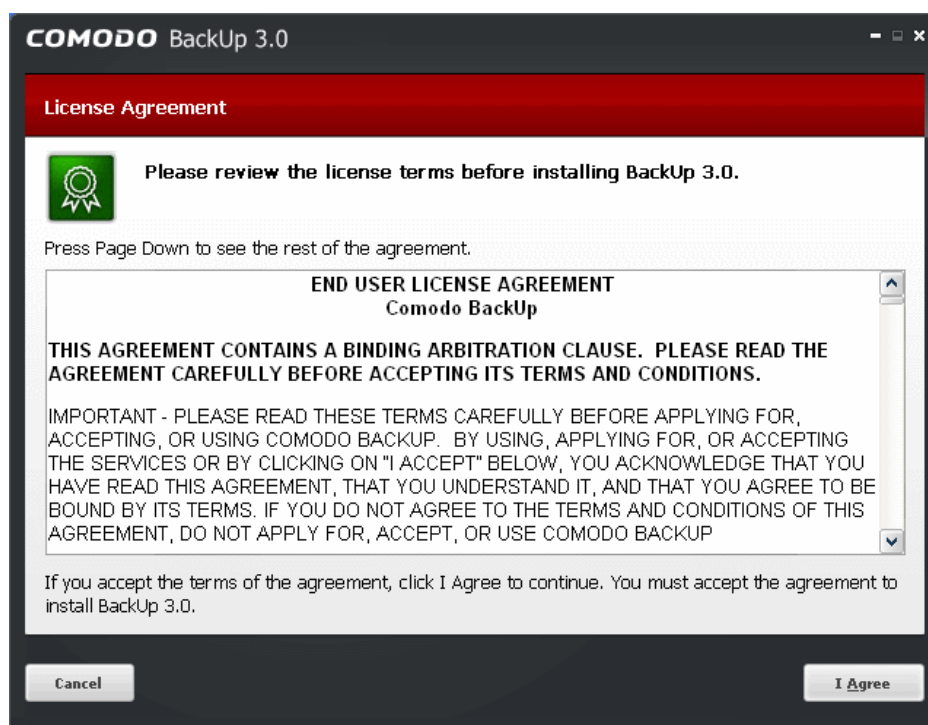 COMODO BackUp 3.0
License Agreement
Please review the license terms before installing BackUp 3.0.
Press Page Down to see the rest of the agreement.
END USER LICENSE AGREEMENT
Comodo BackUp
THIS AGREEMENT CONTAINS A BINDING ARBITRATION CLAUSE.  PLEASE READ THE
AGREEMENT CAREFULLY BEFORE ACCEPTING ITS TERMS AND CONDITIONS.
IMPORTANT - PLEASE READ THESE TERMS CAREFULLY BEFORE APPLYING FOR,
ACCEPTING, OR USING COMODO BACKUP.  BY USING, APPLYING FOR, OR ACCEPTING
THE SERVICES OR BY CLICKING ON "I ACCEPT" BELOW, YOU ACKNOWLEDGE THAT YOU
HAVE READ THIS AGREEMENT, THAT YOU UNDERSTAND IT, AND THAT YOU AGREE TO BE
BOUND BY ITS TERMS. IF YOU DO NOT AGREE TO THE TERMS AND CONDITIONS OF THIS
AGREEMENT, DO NOT APPLY FOR, ACCEPT, OR USE COMODO BACKUP
If you accept the terms of the agreement, click I Agree to continue. You must accept the agreement to
install BackUp 3.0.
Cancel
I Agree